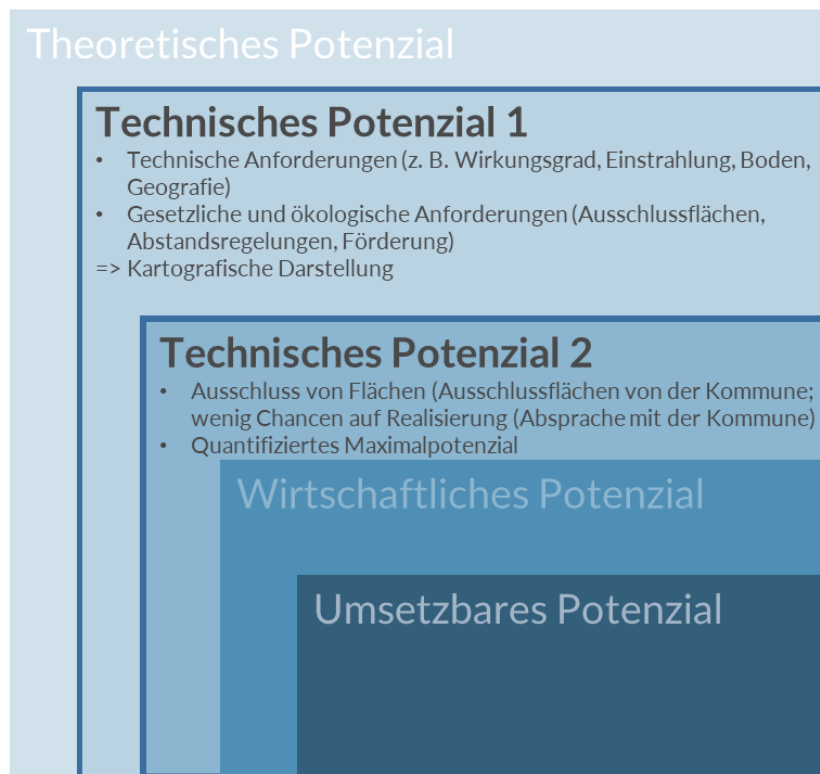 Theoretisches Potenzial
Technisches Potenzial 1
• Technische Anforderungen (z. B. Wirkungsgrad, Einstrahlung, Boden,
Geografie)
• Gesetzliche und ökologische Anforderungen (Ausschlussflächen,
Abstandsregelungen, Förderung)
=> Kartografische Darstellung
Technisches Potenzial 2
• Ausschluss von Flächen (Ausschlussflächen von der Kommune;
wenig Chancen auf Realisierung (Absprache mit der Kommune)
• Quantifiziertes Maximalpotenzial
Wirtschaftliches Potenzial
Umsetzbares Potenzial